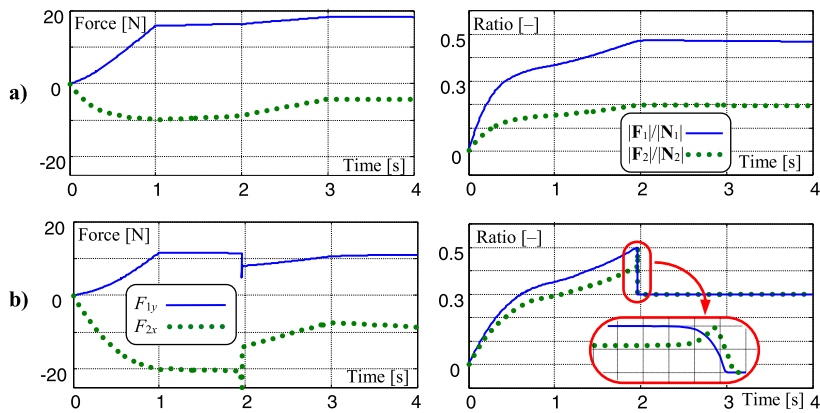 20
Force [N]
0
-20
Time [s]
0 1 2 3 4
a)
Ratio [–]
0.5
0.3
0
|F₁|/|N₁|
|F₂|/|N₂|
Time [s]
0 1 2 3 4
b)
20
Force [N]
0
-20
F₁y
F₂x
Time [s]
0 1 2 3 4
Ratio [–]
0.5
0.3
0
Time [s]
0 1 2 3 4